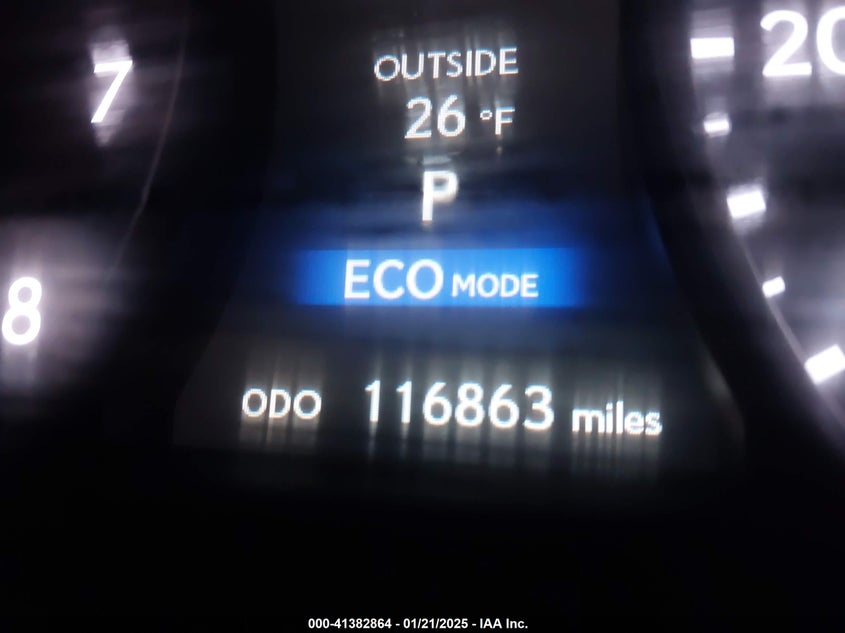 7
20
OUTSIDE
26 °F
P
ECO MODE
8
ODO 116863 miles
000-41382864 - 01/21/2025 - IAA Inc.